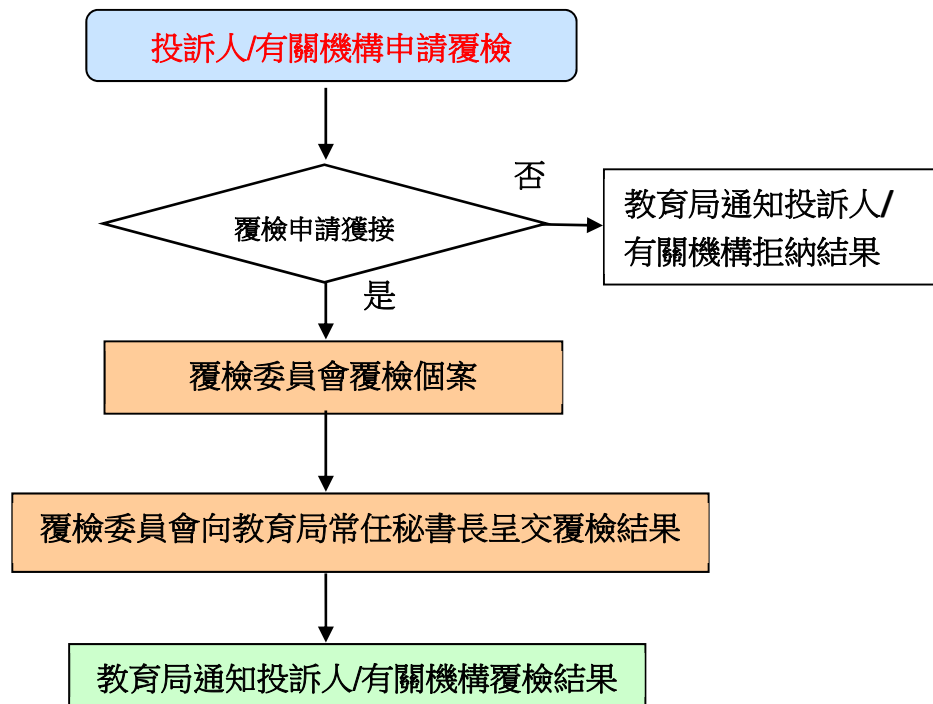 投訴人/有關機構申請覆檢
否
教育局通知投訴人/
有關機構拒納結果
覆檢申請獲接
是
覆檢委員會覆檢個案
覆檢委員會向教育局常任秘書長呈交覆檢結果
教育局通知投訴人/有關機構覆檢結果